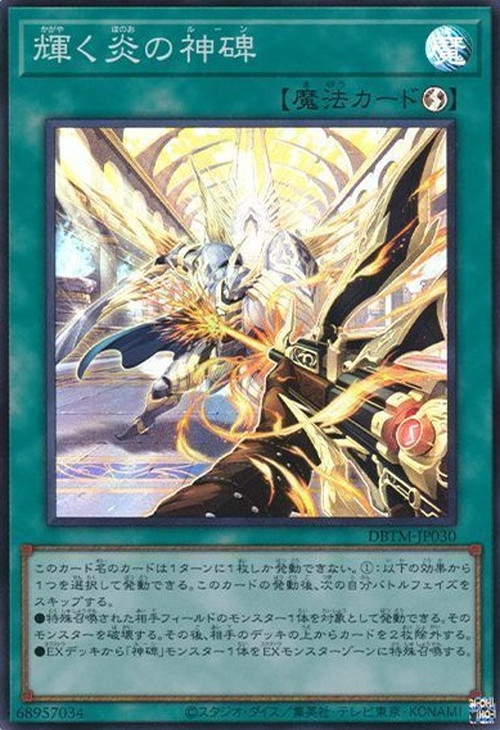 輝く炎の神碑
魔
【魔法カード】
DBTM-JP030
このカード名のカードは1ターンに1枚しか発動できない。①:以下の効果から
1つを選択して発動できる。このカードの発動後、次の自分バトルフェイズを
スキップする。
●特殊召喚された相手フィールドのモンスター1体を対象として発動できる。その
モンスターを破壊する。その後、相手のデッキの上からカードを2枚除外する。
●EXデッキから「神碑」モンスター1体をEXモンスターゾーンに特殊召喚する。
68957034
©スタジオ・ダイス/集英社・テレビ東京・KONAMI